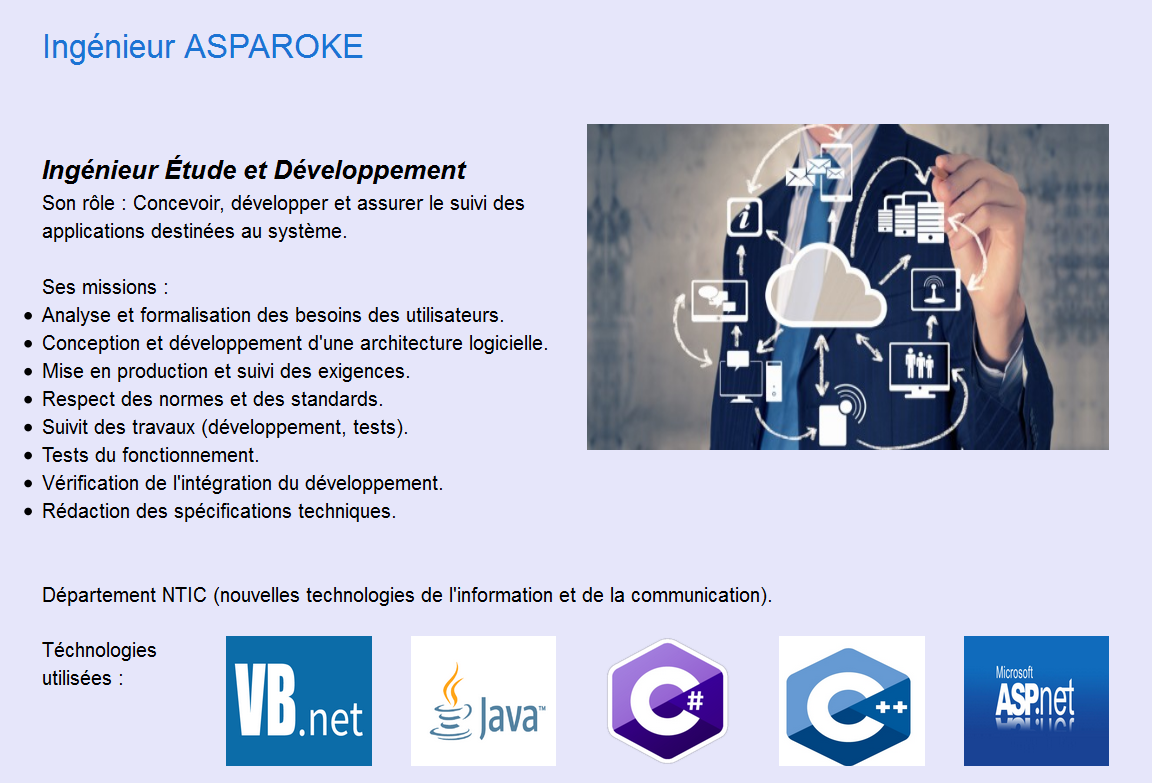 Ingénieur ASPAROKE
Ingénieur Étude et Développement
Son rôle : Concevoir, développer et assurer le suivi des
applications destinées au système.
Ses missions :
• Analyse et formalisation des besoins des utilisateurs.
• Conception et développement d'une architecture logicielle.
• Mise en production et suivi des exigences.
• Respect des normes et des standards.
• Suivit des travaux (développement, tests).
• Tests du fonctionnement.
• Vérification de l'intégration du développement.
• Rédaction des spécifications techniques.
i
Département NTIC (nouvelles technologies de l'information et de la communication).
Téchnologies
utilisées :
VB.net
Java™
C#
C++
Microsoft
ASP.net